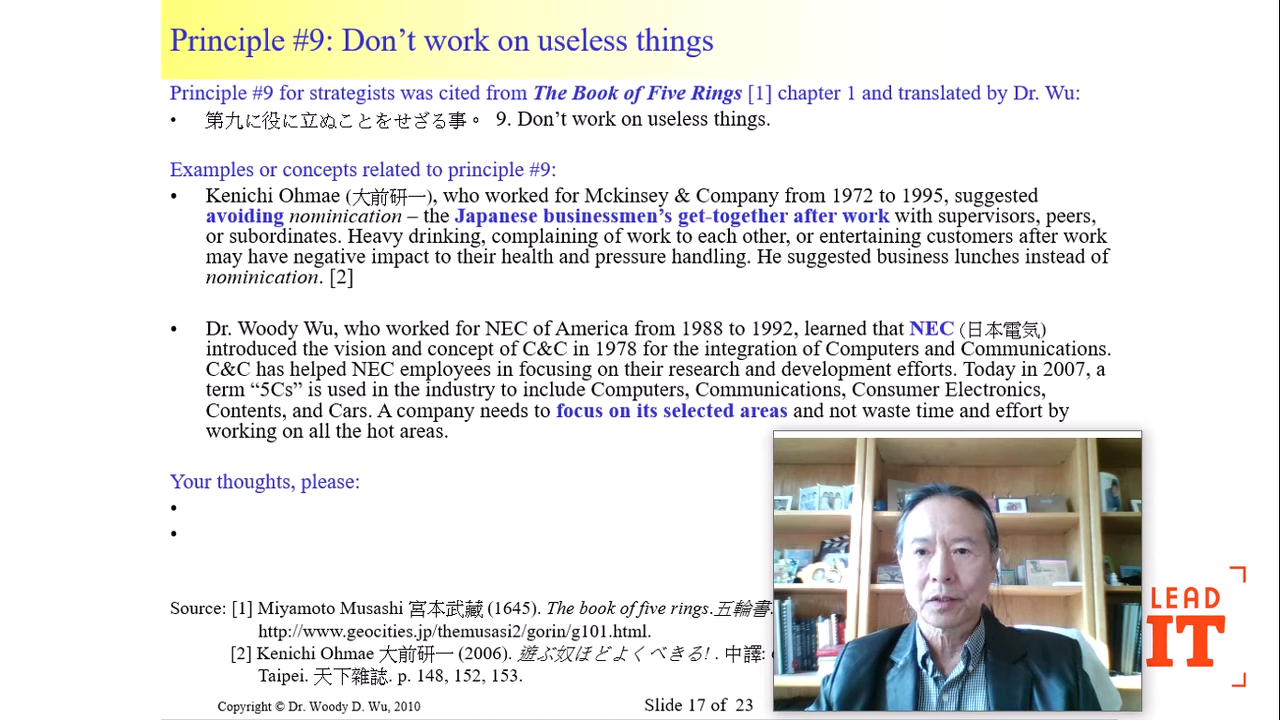 Principle #9: Don’t work on useless things
Principle #9 for strategists was cited from The Book of Five Rings [1] chapter 1 and translated by Dr. Wu:
• 第九に役に立ぬことをせざる事。 9. Don’t work on useless things.
Examples or concepts related to principle #9:
• Kenichi Ohmae (大前研一), who worked for Mckinsey & Company from 1972 to 1995, suggested
avoiding nominication – the Japanese businessmen’s get-together after work with supervisors, peers,
or subordinates. Heavy drinking, complaining of work to each other, or entertaining customers after work
may have negative impact to their health and pressure handling. He suggested business lunches instead of
nominication. [2]
• Dr. Woody Wu, who worked for NEC of America from 1988 to 1992, learned that NEC (日本電気)
introduced the vision and concept of C&C in 1978 for the integration of Computers and Communications.
C&C has helped NEC employees in focusing on their research and development efforts. Today in 2007, a
term “5Cs” is used in the industry to include Computers, Communications, Consumer Electronics,
Contents, and Cars. A company needs to focus on its selected areas and not waste time and effort by
working on all the hot areas.
Your thoughts, please:
•
•
Source: [1] Miyamoto Musashi 宮本武藏 (1645). The book of five rings.五輪書.
http://www.geocities.jp/themusasi2/gorin/g101.html.
[2] Kenichi Ohmae 大前研一 (2006). 遊ぶ奴ほどよくべきる! . 中譯:
Taipei. 天下雜誌. p. 148, 152, 153.
Copyright © Dr. Woody D. Wu, 2010
Slide 17 of 23
LEAD
IT